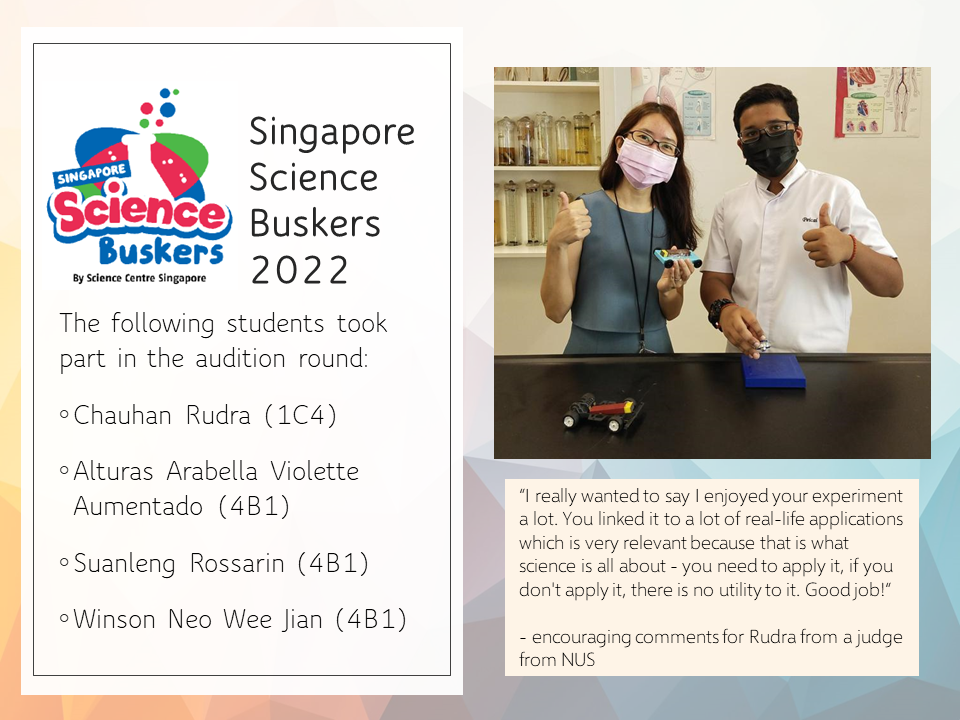 SINGAPORE
Science
Buskers
By Science Centre Singapore
Singapore
Science
Buskers
2022
The following students took
part in the audition round:
Chauhan Rudra (1C4)
Alturas Arabella Violette
Aumentado (4B1)
Suanleng Rossarin (4B1)
Winson Neo Wee Jian (4B1)
“I really wanted to say I enjoyed your experiment
a lot. You linked it to a lot of real-life applications
which is very relevant because that is what
science is all about - you need to apply it, if you
don't apply it, there is no utility to it. Good job!”
- encouraging comments for Rudra from a judge
from NUS